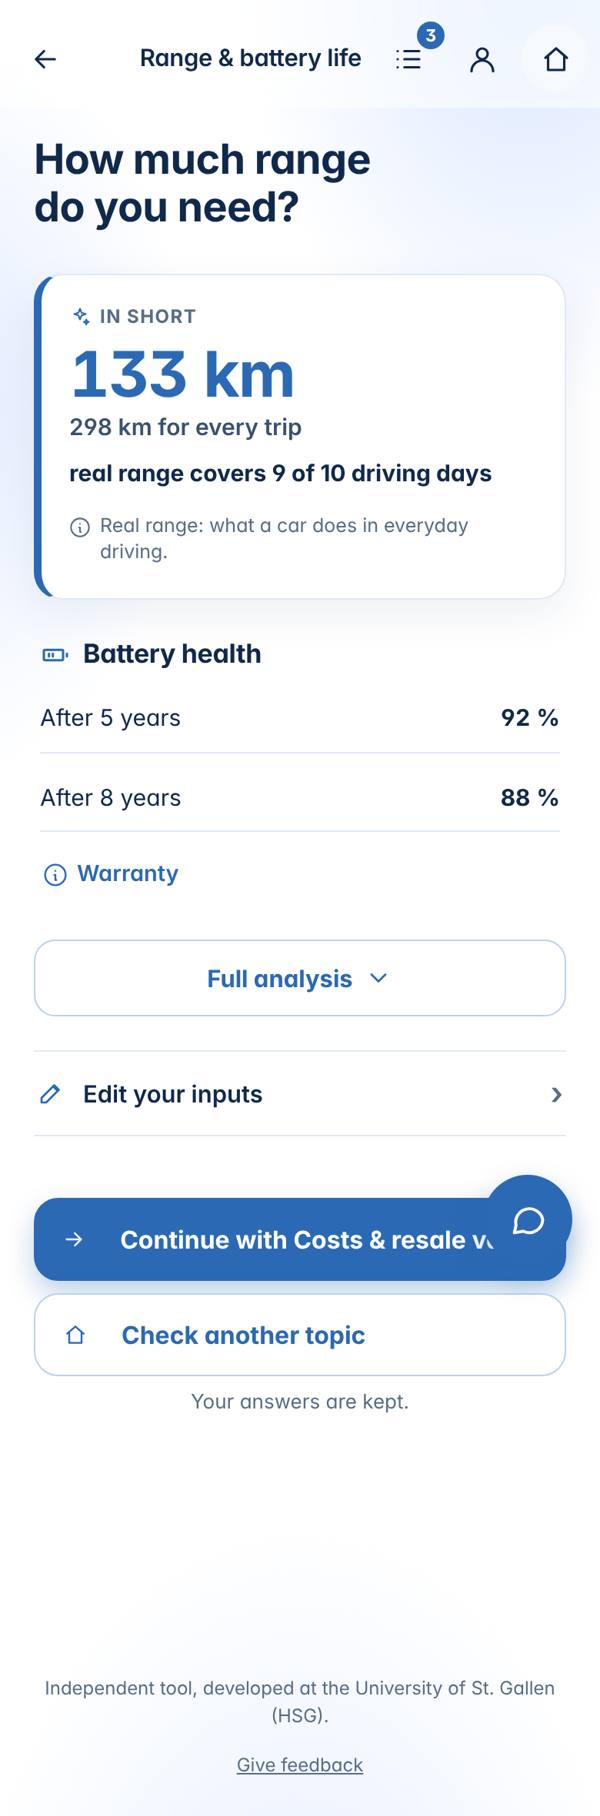 Range & battery life
3
How much range
do you need?
IN SHORT
133 km
298 km for every trip
real range covers 9 of 10 driving days
Real range: what a car does in everyday
driving.
Battery health
After 5 years 92 %
After 8 years 88 %
Warranty
Full analysis
Edit your inputs
Continue with Costs & resale
Check another topic
Your answers are kept.
Independent tool, developed at the University of St. Gallen
(HSG).
Give feedback